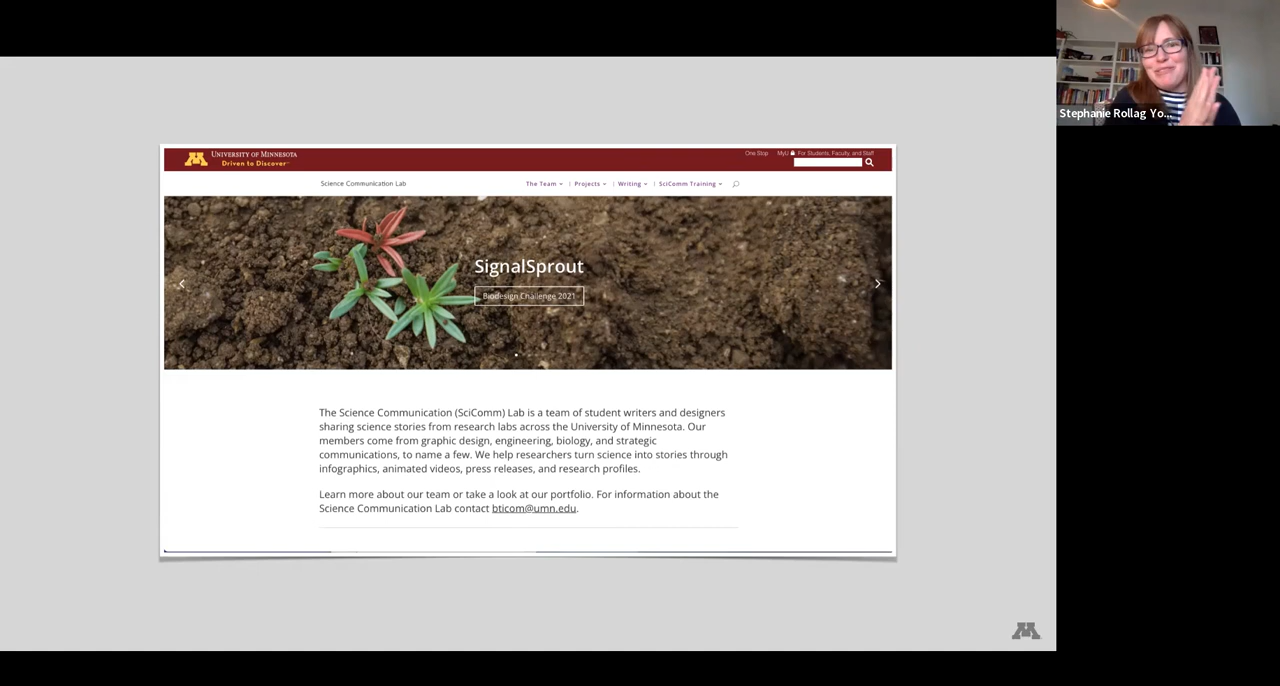 Stephanie Rollag Yo...
UNIVERSITY OF MINNESOTA
Driven to Discover
One Stop
MyU
For Students, Faculty, and Staff
Science Communication Lab
The Team
Projects
Writing
SciComm Training
SignalSprout
Biodesign Challenge 2021
The Science Communication (SciComm) Lab is a team of student writers and designers
sharing science stories from research labs across the University of Minnesota. Our
members come from graphic design, engineering, biology, and strategic
communications, to name a few. We help researchers turn science into stories through
infographics, animated videos, press releases, and research profiles.
Learn more about our team or take a look at our portfolio. For information about the
Science Communication Lab contact bticom@umn.edu.